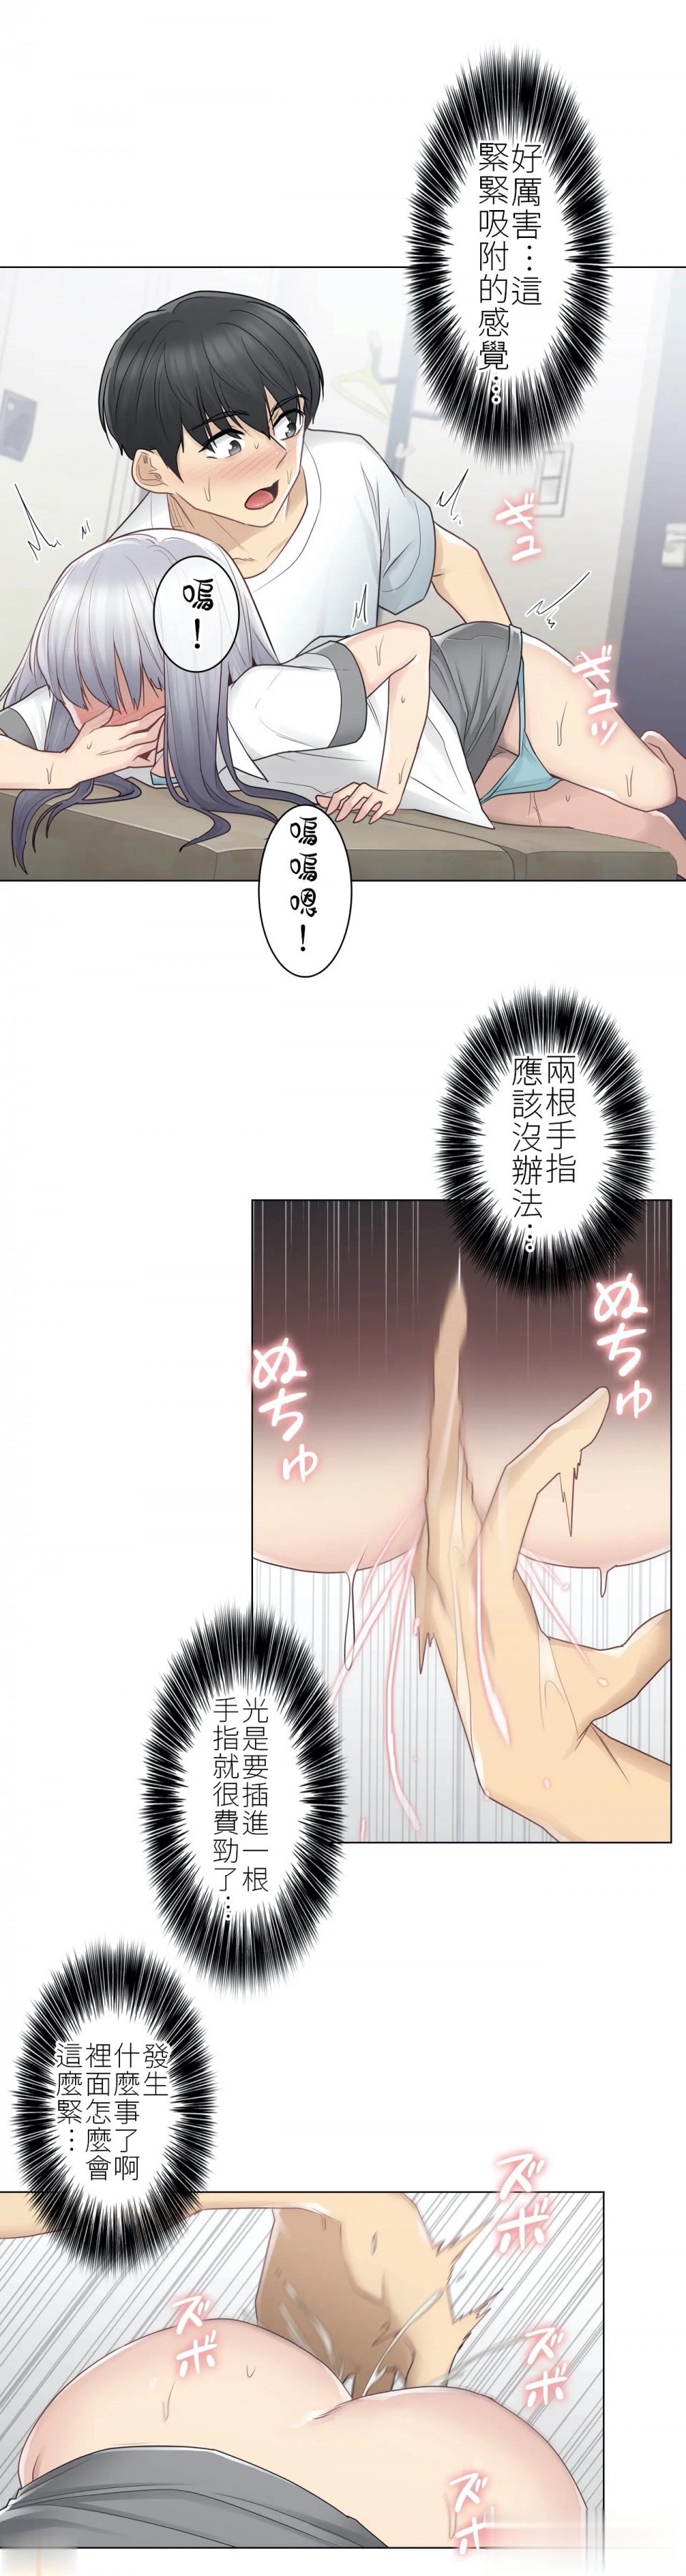 好厲害…這
緊緊吸附的感覺…
ギュ
嗚！
ギュッ
嗚嗚嗯！
兩根手指
應該沒辦法…
ぬちゅ
ぬちゅ
光是要插進一根
手指就很費勁了…
發生
什麼事了啊
裡面怎麼會
這麼緊…
ズボ
ズボ
ズボ
ズボ